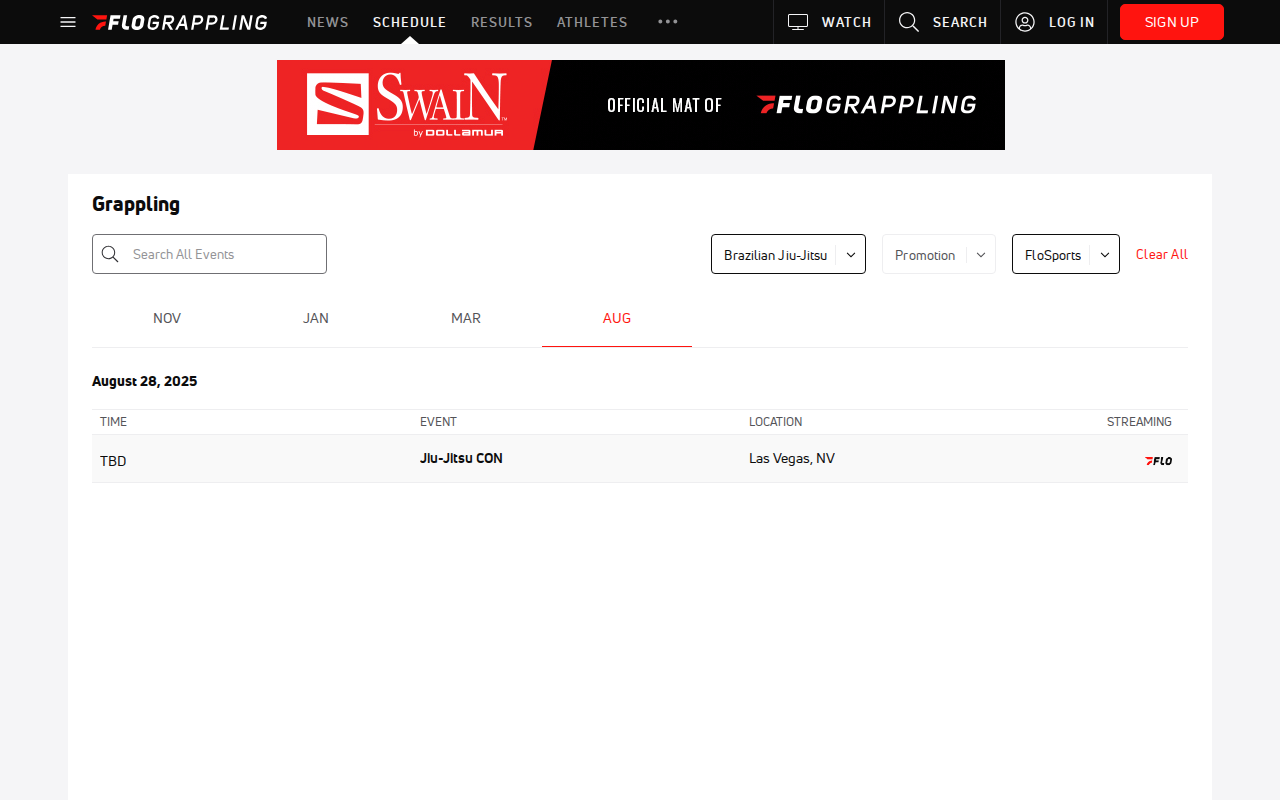 FLOGRAPPLING
NEWS
SCHEDULE
RESULTS
ATHLETES
WATCH
SEARCH
LOG IN
SIGN UP
SWAIN™
by DOLLAMUR
OFFICIAL MAT OF
FLOGRAPPLING
Grappling
Search All Events
Brazilian Jiu-Jitsu
Promotion
FloSports
Clear All
NOV
JAN
MAR
AUG
August 28, 2025
TIME
EVENT
LOCATION
STREAMING
TBD
Jiu-Jitsu CON
Las Vegas, NV
FLO